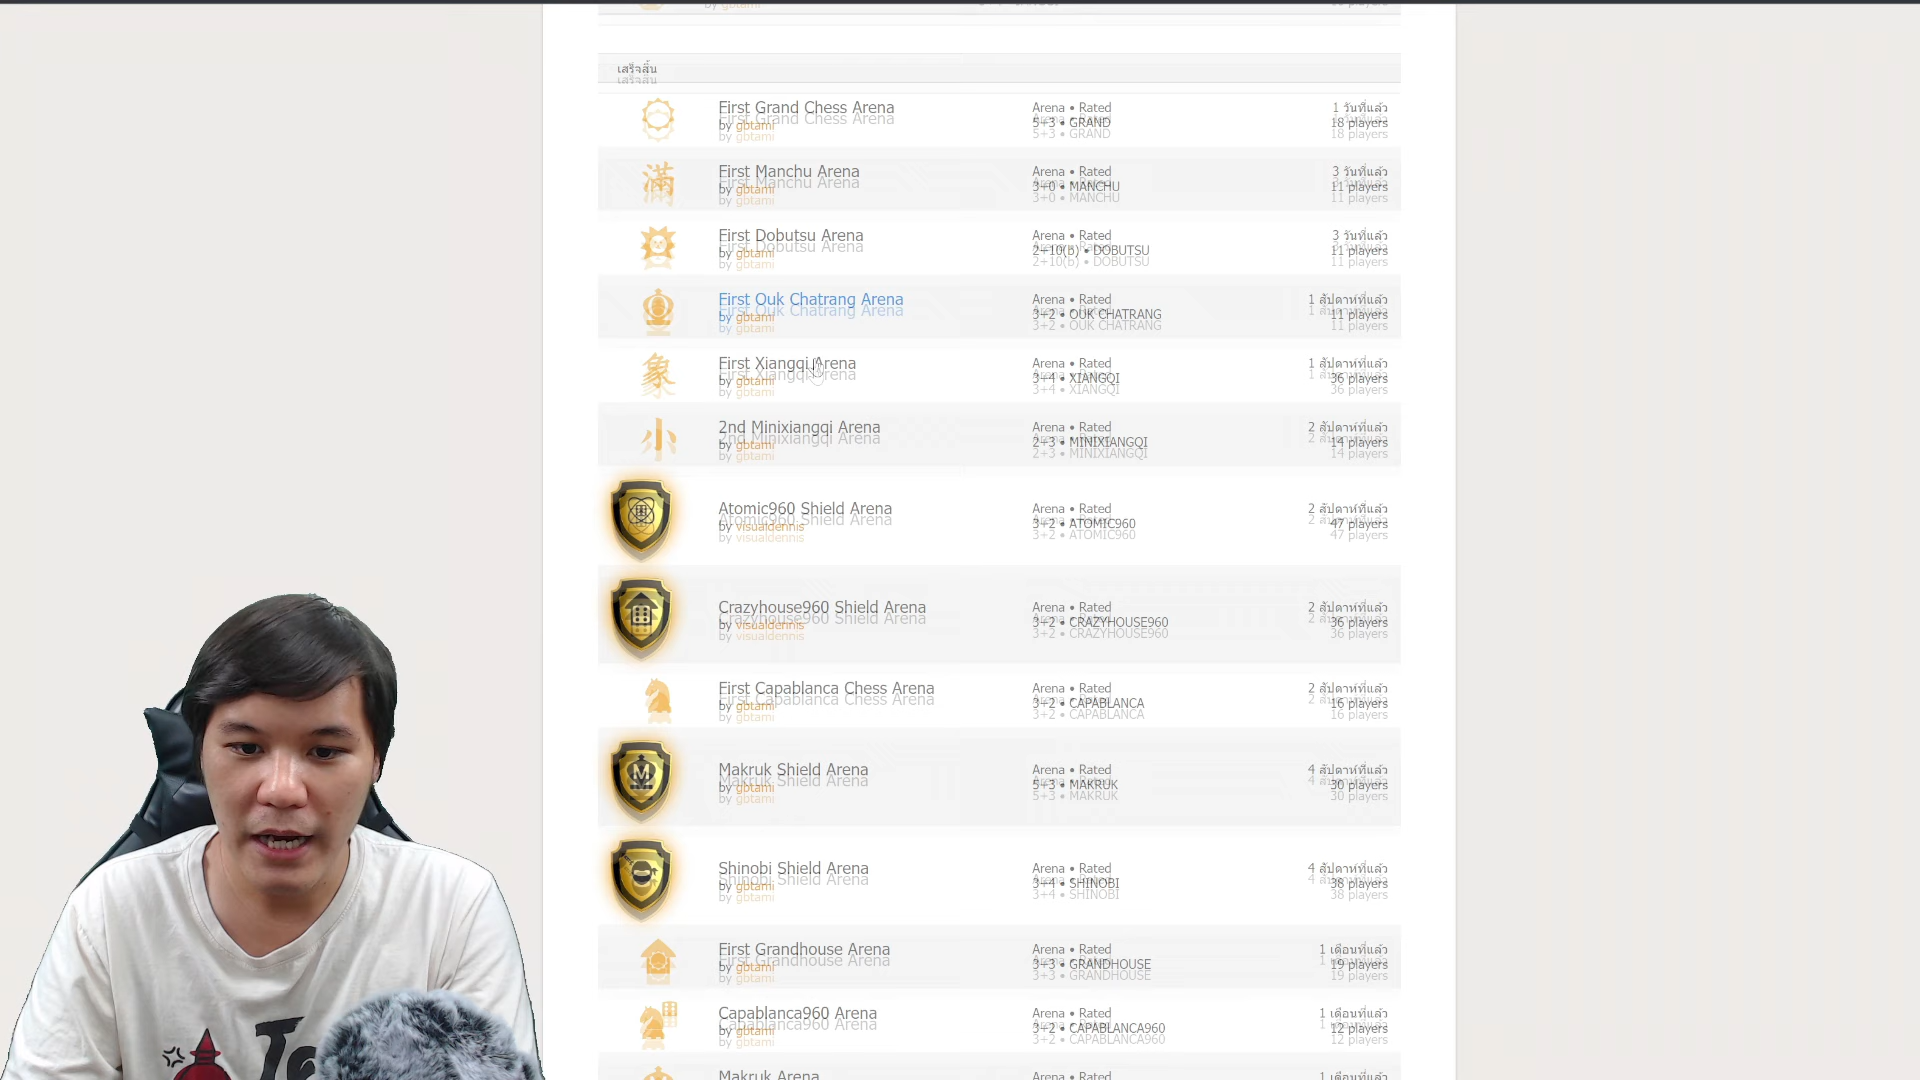 เสร็จสิ้น
First Grand Chess Arena
by gbtami
Arena • Rated
5+3 • GRAND
1 วันที่แล้ว
18 players
満
First Manchu Arena
by gbtami
Arena • Rated
3+0 • MANCHU
3 วันที่แล้ว
11 players
First Dobutsu Arena
by gbtami
Arena • Rated
2+10(b) • DOBUTSU
3 วันที่แล้ว
11 players
First Ouk Chatrang Arena
by gbtami
Arena • Rated
3+2 • OUK CHATRANG
1 สัปดาห์ที่แล้ว
11 players
象
First Xiangqi Arena
by gbtami
Arena • Rated
3+4 • XIANGQI
1 สัปดาห์ที่แล้ว
36 players
小
2nd Minixiangqi Arena
by gbtami
Arena • Rated
2+3 • MINIXIANGQI
2 สัปดาห์ที่แล้ว
14 players
Atomic960 Shield Arena
by visualdennis
Arena • Rated
3+2 • ATOMIC960
2 สัปดาห์ที่แล้ว
47 players
Crazyhouse960 Shield Arena
by visualdennis
Arena • Rated
3+2 • CRAZYHOUSE960
2 สัปดาห์ที่แล้ว
36 players
First Capablanca Chess Arena
by gbtami
Arena • Rated
3+2 • CAPABLANCA
2 สัปดาห์ที่แล้ว
16 players
M
Makruk Shield Arena
by gbtami
Arena • Rated
5+3 • MAKRUK
4 สัปดาห์ที่แล้ว
30 players
Shinobi Shield Arena
by gbtami
Arena • Rated
3+4 • SHINOBI
4 สัปดาห์ที่แล้ว
38 players
First Grandhouse Arena
by gbtami
Arena • Rated
3+3 • GRANDHOUSE
1 เดือนที่แล้ว
19 players
Capablanca960 Arena
by gbtami
Arena • Rated
3+2 • CAPABLANCA960
1 เดือนที่แล้ว
12 players
Makruk Arena
Arena • Rated
1 เดือนที่แล้ว